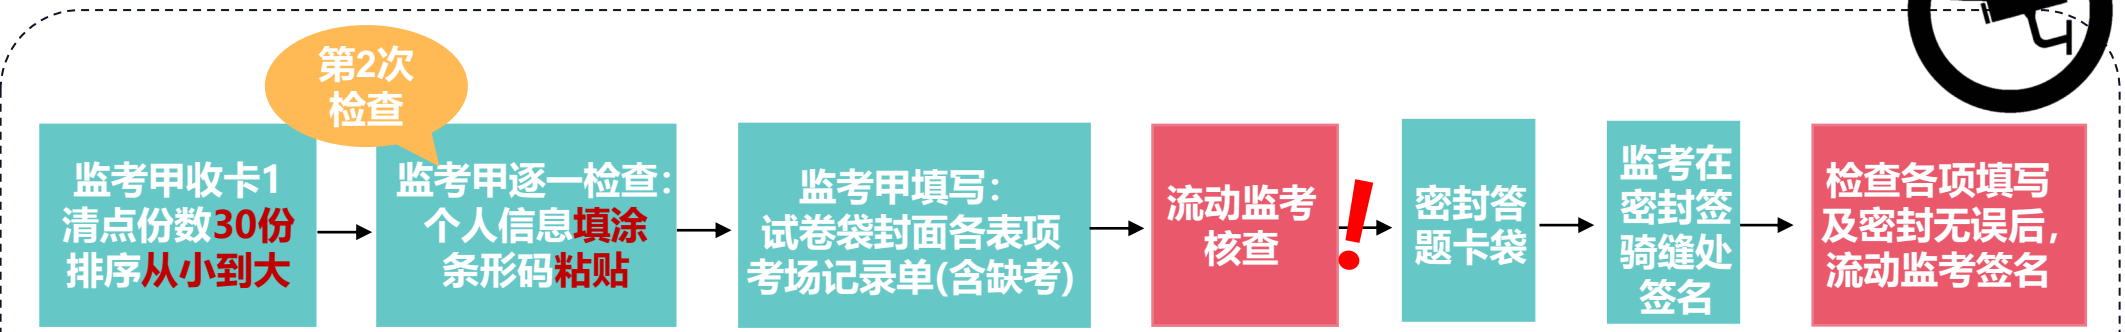 第2次
检查
监考甲收卡1
清点份数30份
排序从小到大
监考甲逐一检查：
个人信息填涂
条形码粘贴
监考甲填写：
试卷袋封面各表项
考场记录单(含缺考)
流动监考
核查
!
密封答
题卡袋
监考在
密封签
骑缝处
签名
检查各项填写
及密封无误后，
流动监考签名